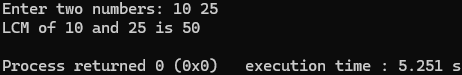 Enter two numbers: 10 25
LCM of 10 and 25 is 50
Process returned 0 (0x0)   execution time : 5.251 s